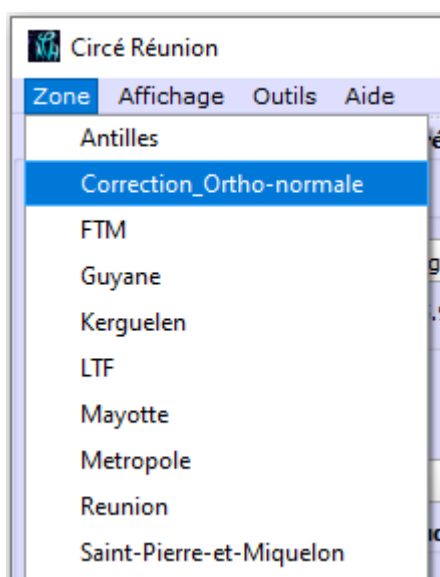 Circé Réunion
Zone Affichage Outils Aide
Antilles
Correction_Ortho-normale
FTM
Guyane
Kerguelen
LTF
Mayotte
Metropole
Reunion
Saint-Pierre-et-Miquelon